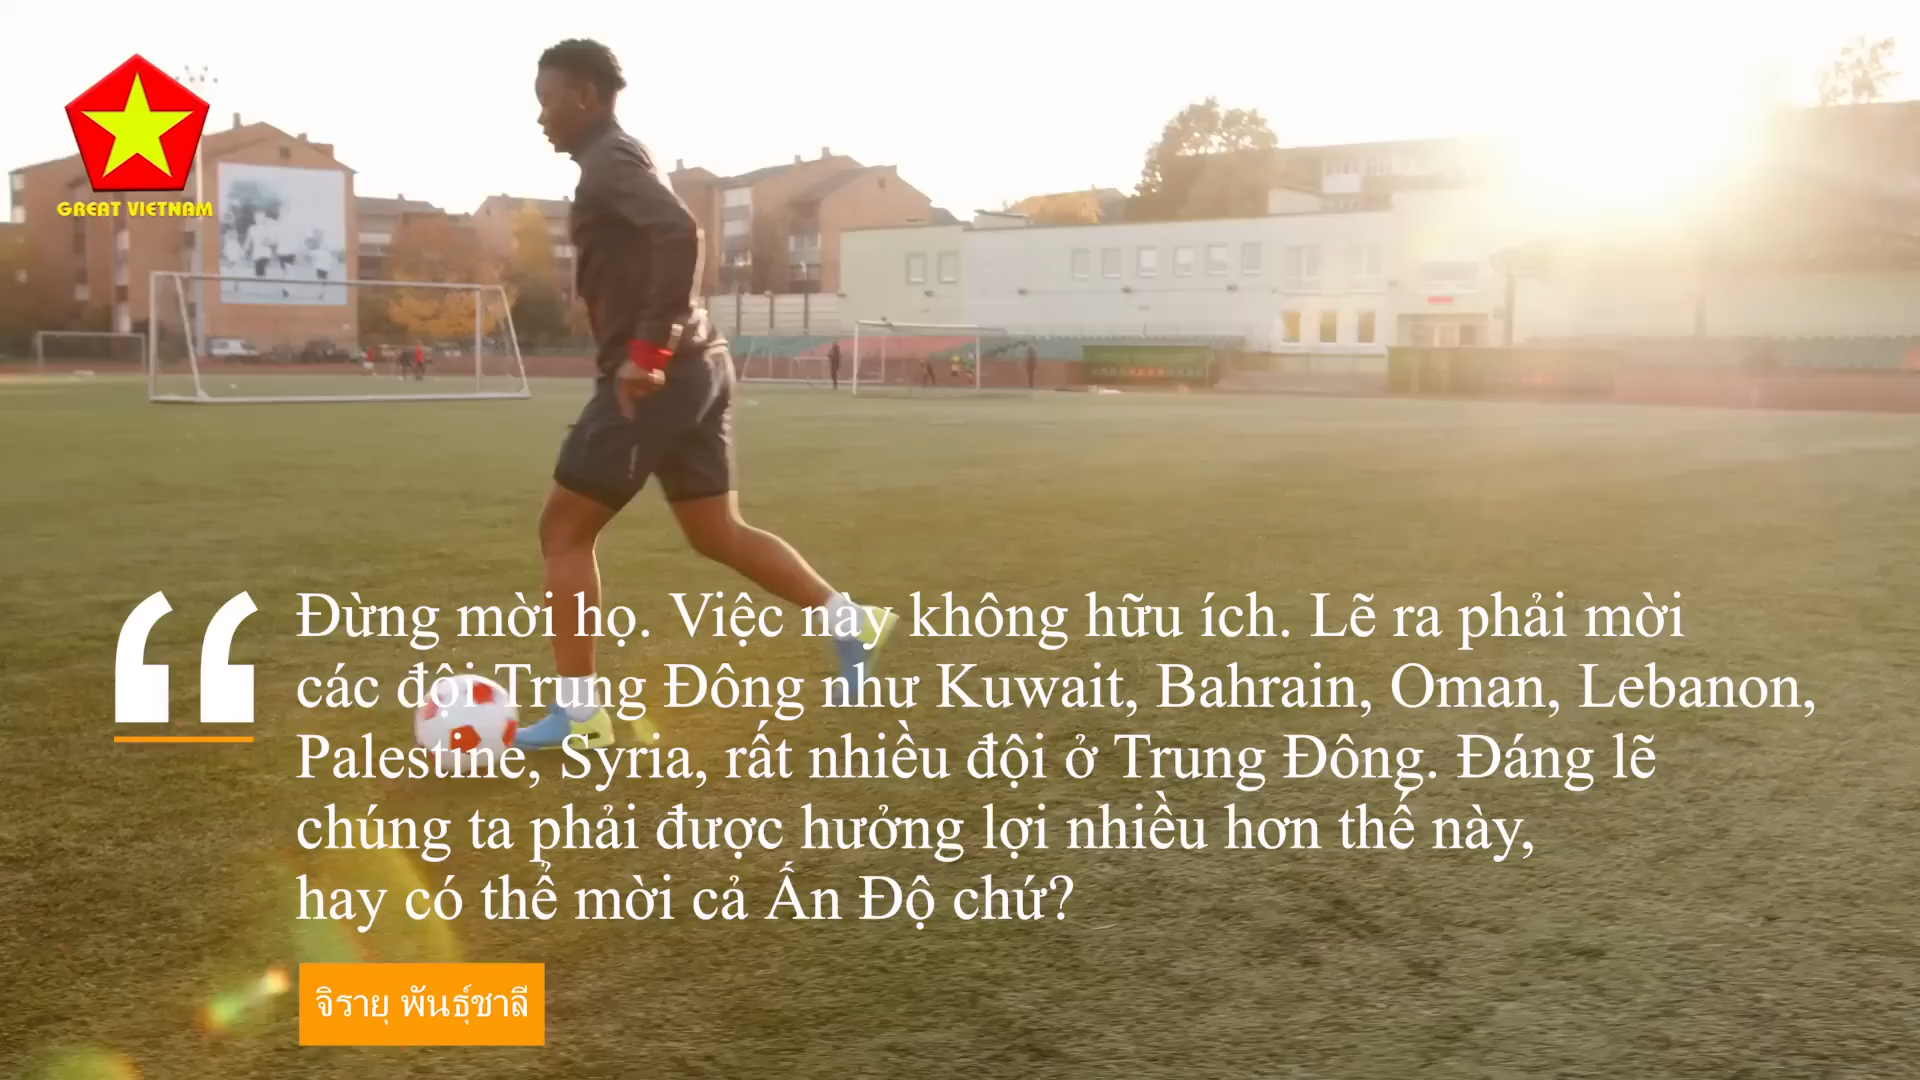 GREAT VIETNAM
Đừng mời họ. Việc này không hữu ích. Lẽ ra phải mời
các đội Trung Đông như Kuwait, Bahrain, Oman, Lebanon,
Palestine, Syria, rất nhiều đội ở Trung Đông. Đáng lẽ
chúng ta phải được hưởng lợi nhiều hơn thế này,
hay có thể mời cả Ấn Độ chứ?
จิรายุ พันธุ์ชาลี